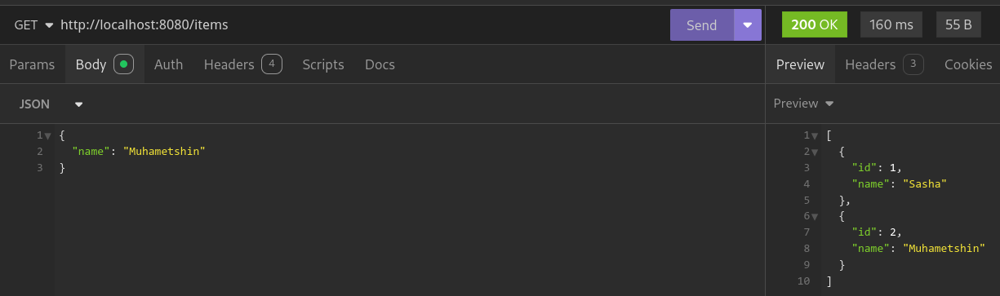 GET http://localhost:8080/items Send 200 OK 160 ms 55 B
Params Body Auth Headers 4 Scripts Docs Preview Headers 3 Cookies
JSON Preview
1 {
2 "name": "Muhametshin"
3 }
1 [
2 {
3 "id": 1,
4 "name": "Sasha"
5 },
6 {
7 "id": 2,
8 "name": "Muhametshin"
9 }
10 ]